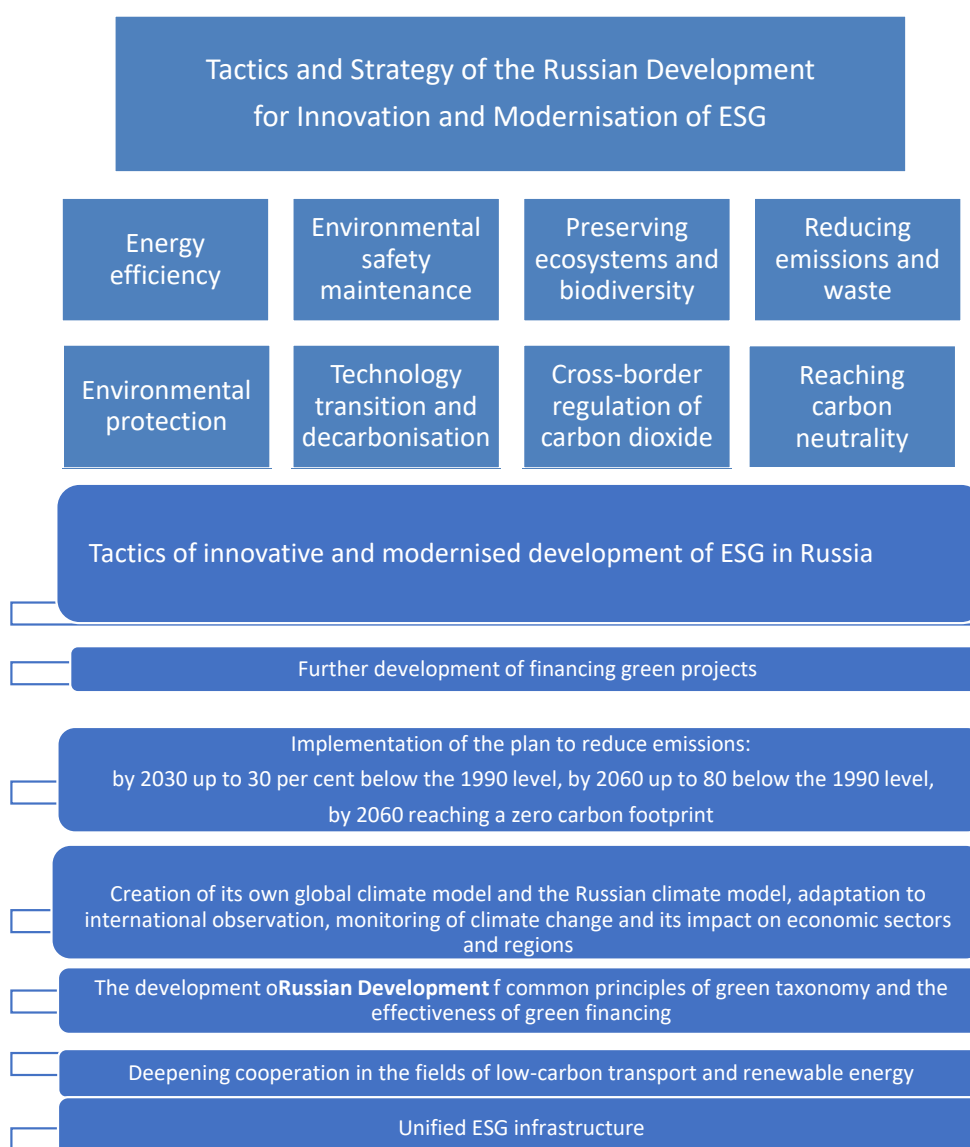 Tactics and Strategy of the Russian Development
for Innovation and Modernisation of ESG
Energy
efficiency
Environmental
safety
maintenance
Preserving
ecosystems and
biodiversity
Reducing
emissions and
waste
Environmental
protection
Technology
transition and
decarbonisation
Cross-border
regulation of
carbon dioxide
Reaching
carbon
neutrality
Tactics of innovative and modernised development of ESG in Russia
Further development of financing green projects
Implementation of the plan to reduce emissions:
by 2030 up to 30 per cent below the 1990 level, by 2060 up to 80 below the 1990 level,
by 2060 reaching a zero carbon footprint
Creation of its own global climate model and the Russian climate model, adaptation to
international observation, monitoring of climate change and its impact on economic sectors
and regions
The development oRussian Development f common principles of green taxonomy and the
effectiveness of green financing
Deepening cooperation in the fields of low-carbon transport and renewable energy
Unified ESG infrastructure